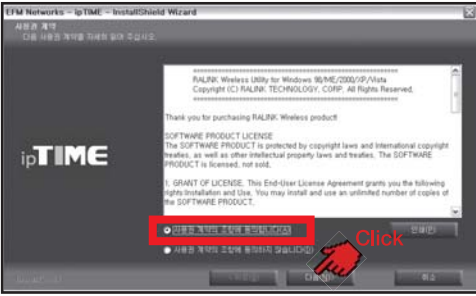 EFM Networks - ipTIME - InstallShield Wizard
사용권 계약
다음 사용권 계약을 자세히 읽어 주십시오.
RALINK Wireless Utility for Windows 98/ME/2000/XP/Vista
Copyright (C) RALINK TECHNOLOGY, CORP. All Rights Reserved.
Thank you for purchasing RALINK Wireless product!
SOFTWARE PRODUCT LICENSE
The SOFTWARE PRODUCT is protected by copyright laws and international copyright
treaties, as well as other intellectual property laws and treaties. The SOFTWARE
PRODUCT is licensed, not sold.
1. GRANT OF LICENSE. This End-User License Agreement grants you the following
rights Installation and Use. You may install and use an unlimited number of copies of
the SOFTWARE PRODUCT.
ipTIME
사용권 계약의 조항에 동의합니다(A)
인쇄(P)
Click
사용권 계약의 조항에 동의하지 않습니다(D)
다음(N)
취소